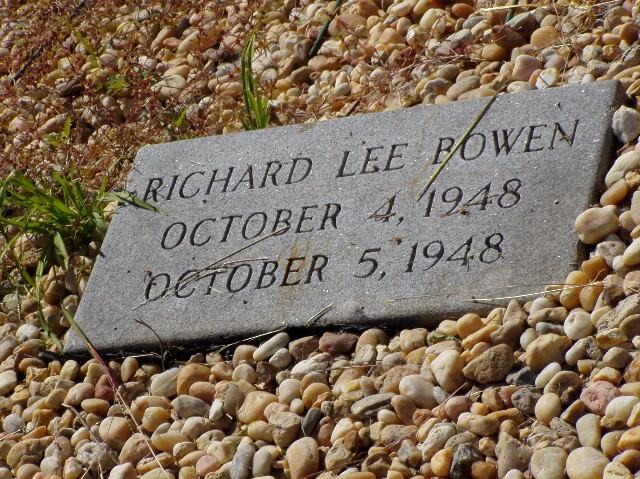 RICHARD LEE BOWEN
OCTOBER 4, 1948
OCTOBER 5, 1948